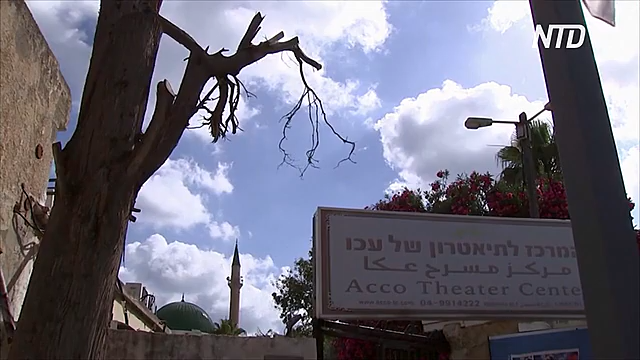 NTD
המרכז לתיאטרון של עכו
مركز مسرح عكا
Acco Theater Center
04-9914222